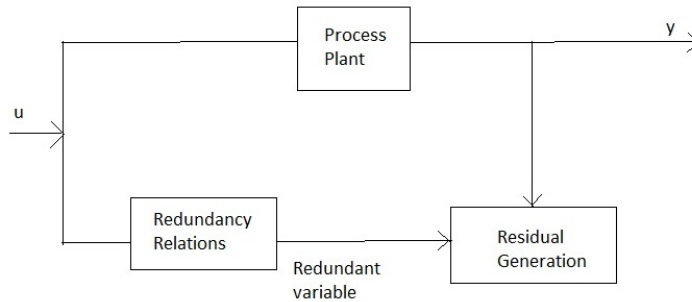 Process
Plant
y
u
Redundancy
Relations
Residual
Generation
Redundant
variable